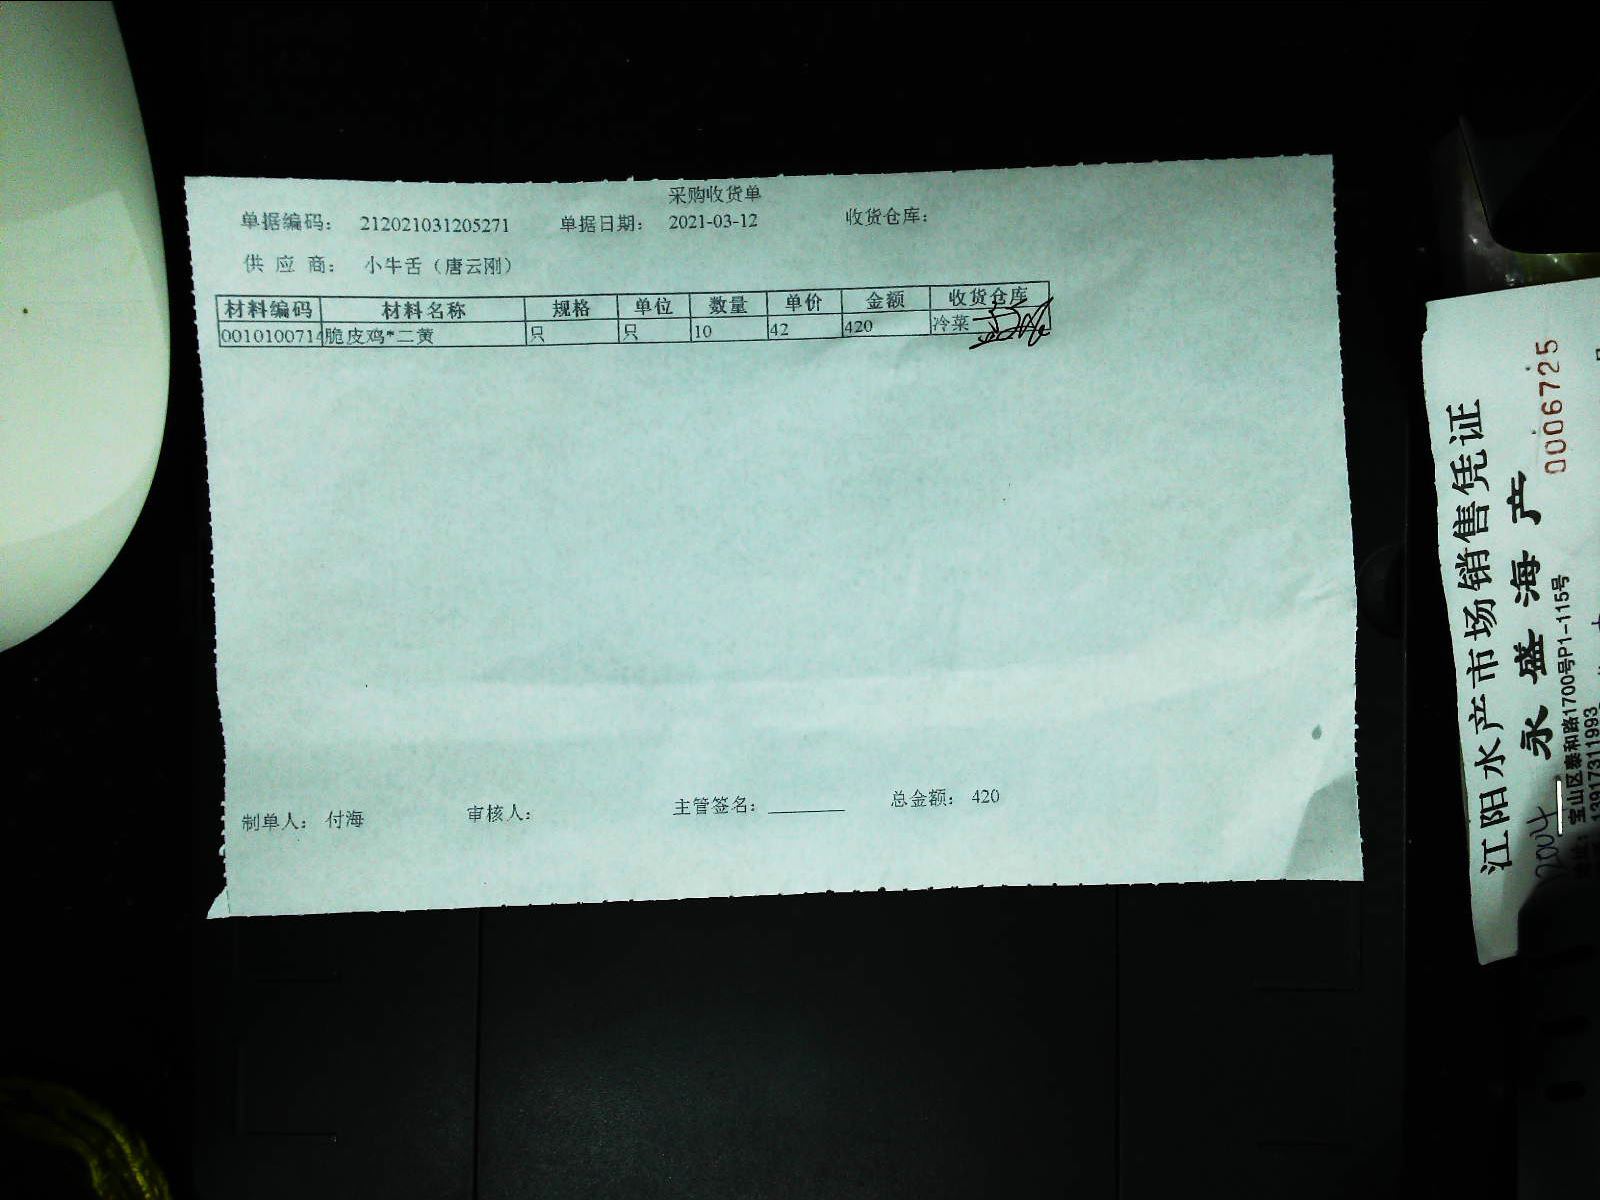 采购收货单
单据编码： 212021031205271 单据日期： 2021-03-12 收货仓库：
供 应 商： 小牛舌（唐云刚）
材料编码 材料名称 规格 单位 数量 单价 金额 收货仓库
0010100714 脆皮鸡*二黄 只 只 10 42 420 冷菜
制单人： 付海 审核人： 主管签名： 总金额： 420
江阳水产市场销售凭证
永盛海产 0006725
宝山区泰和路1700号P1-115号
13917311993